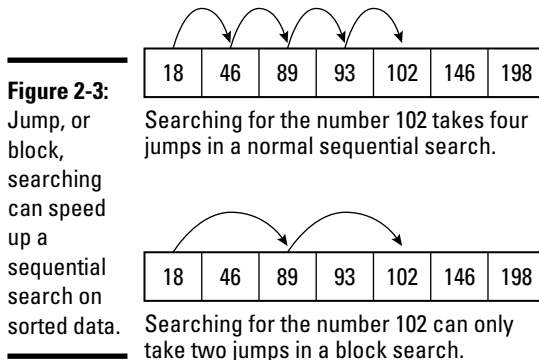 Figure 2-3:
Jump, or
block,
searching
can speed
up a
sequential
search on
sorted data.
18 46 89 93 102 146 198
Searching for the number 102 takes four
jumps in a normal sequential search.
18 46 89 93 102 146 198
Searching for the number 102 can only
take two jumps in a block search.